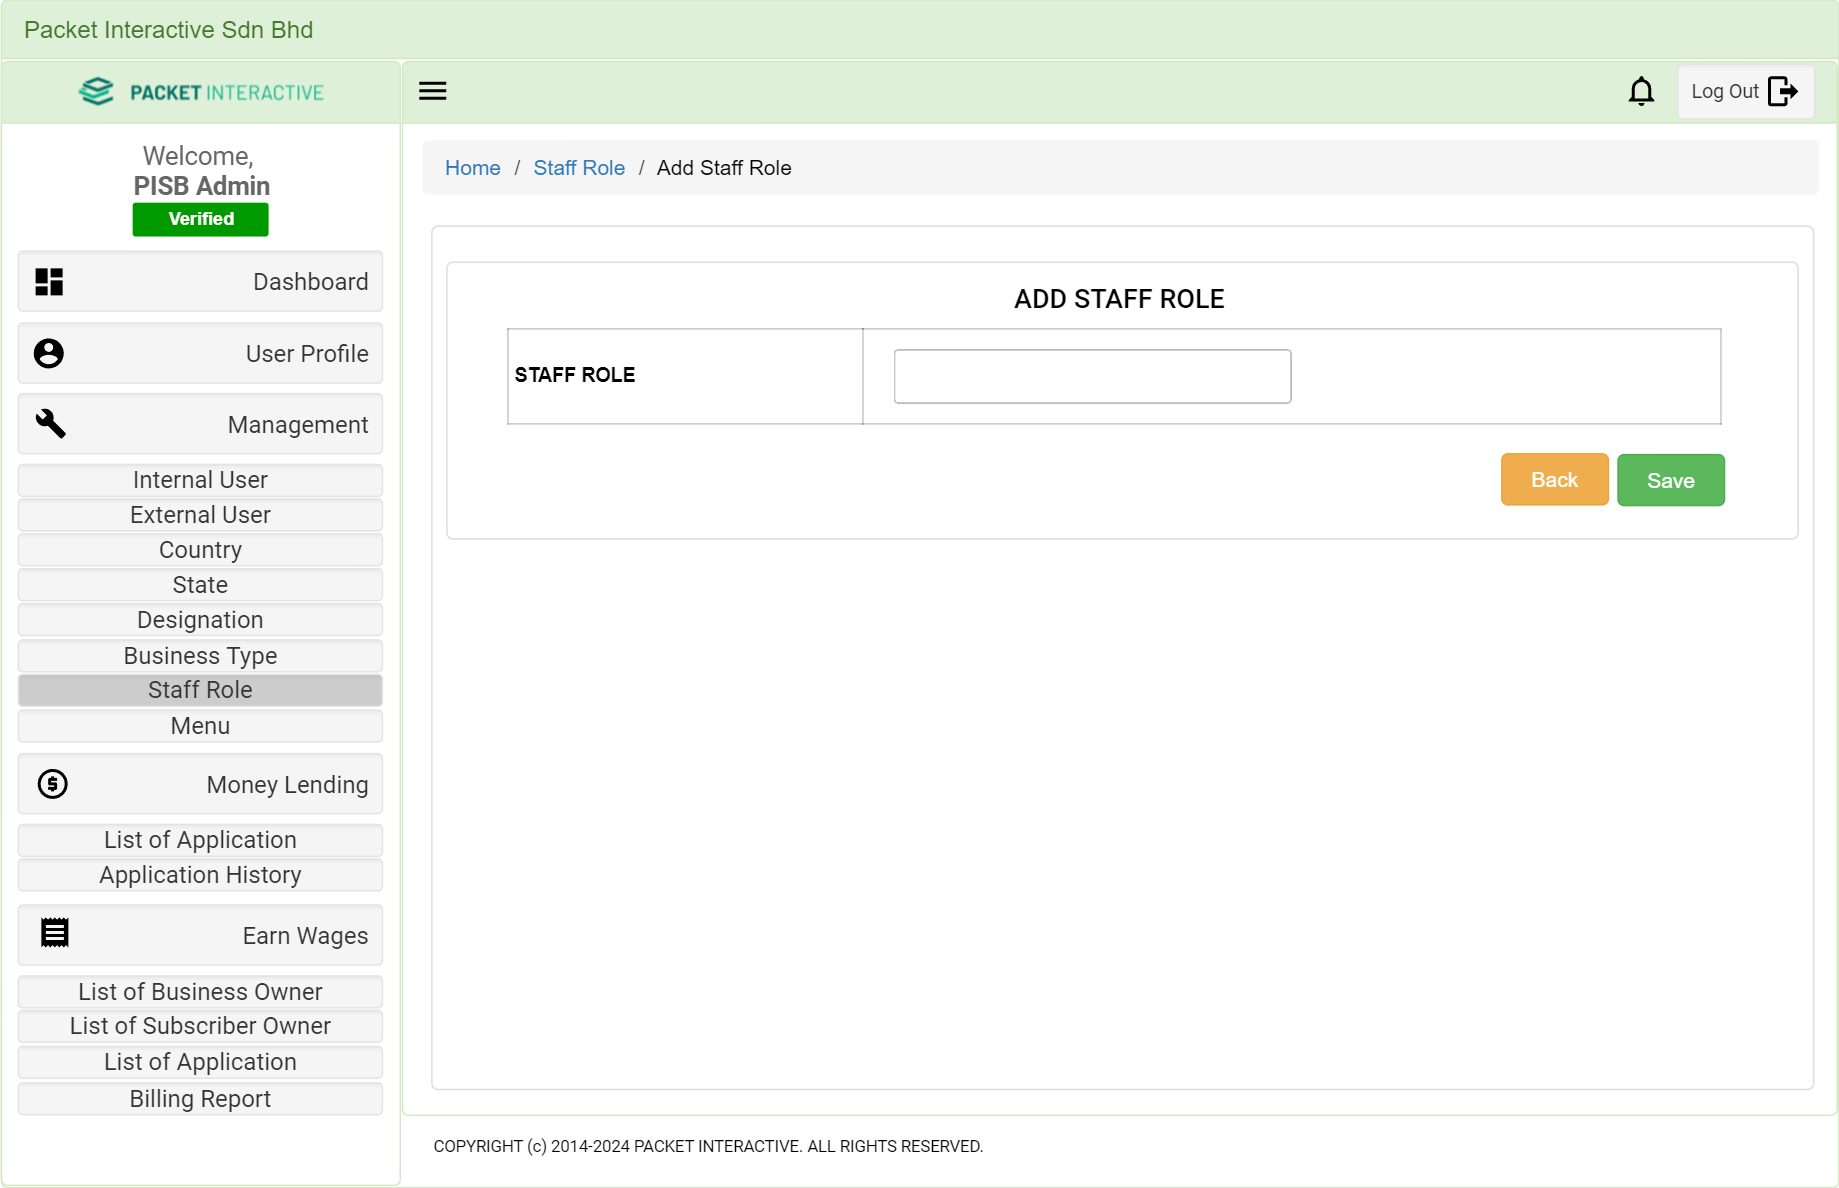 Packet Interactive Sdn Bhd
PACKET INTERACTIVE
Log Out
Welcome,
PISB Admin
Verified
Dashboard
User Profile
Management
Internal User
External User
Country
State
Designation
Business Type
Staff Role
Menu
Money Lending
List of Application
Application History
Earn Wages
List of Business Owner
List of Subscriber Owner
List of Application
Billing Report
Home / Staff Role / Add Staff Role
ADD STAFF ROLE
STAFF ROLE
Back
Save
COPYRIGHT (c) 2014-2024 PACKET INTERACTIVE. ALL RIGHTS RESERVED.